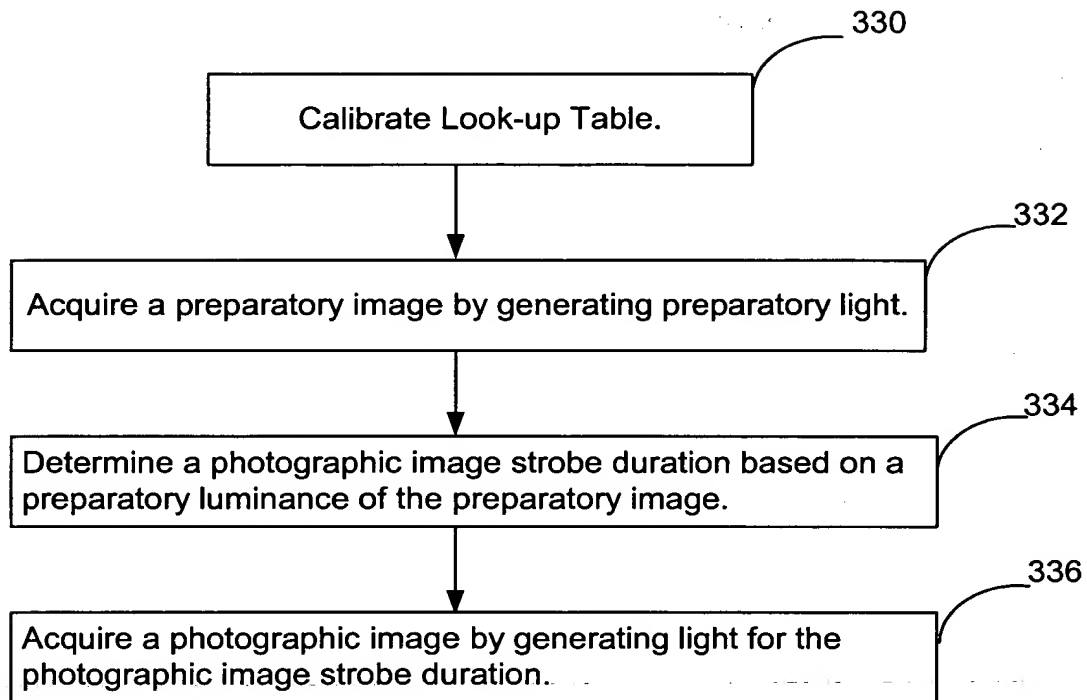 330
Calibrate Look-up Table.
332
Acquire a preparatory image by generating preparatory light.
334
Determine a photographic image strobe duration based on a
preparatory luminance of the preparatory image.
336
Acquire a photographic image by generating light for the
photographic image strobe duration.